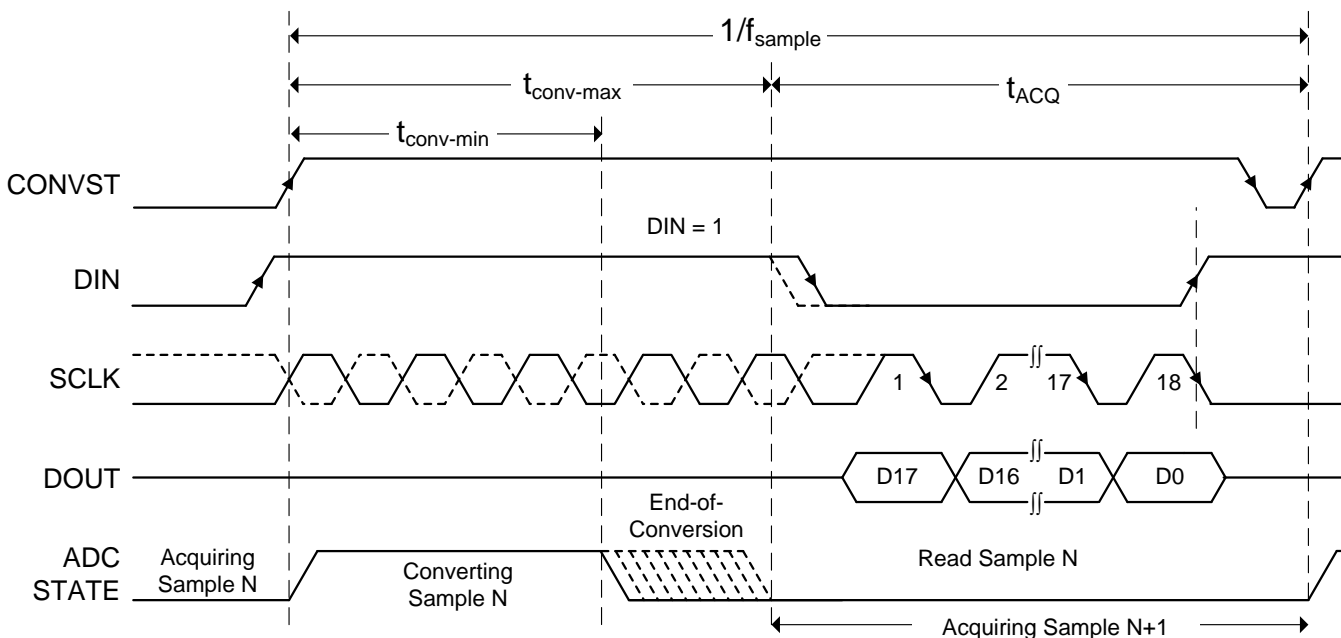 1/fsample
tconv-max
tACQ
tconv-min
CONVST
DIN = 1
DIN
SCLK
1
2
∫∫
17
18
DOUT
D17
D16
∫∫
D1
D0
∫∫
End-of-
Conversion
ADC
STATE
Acquiring
Sample N
Converting
Sample N
Read Sample N
Acquiring Sample N+1